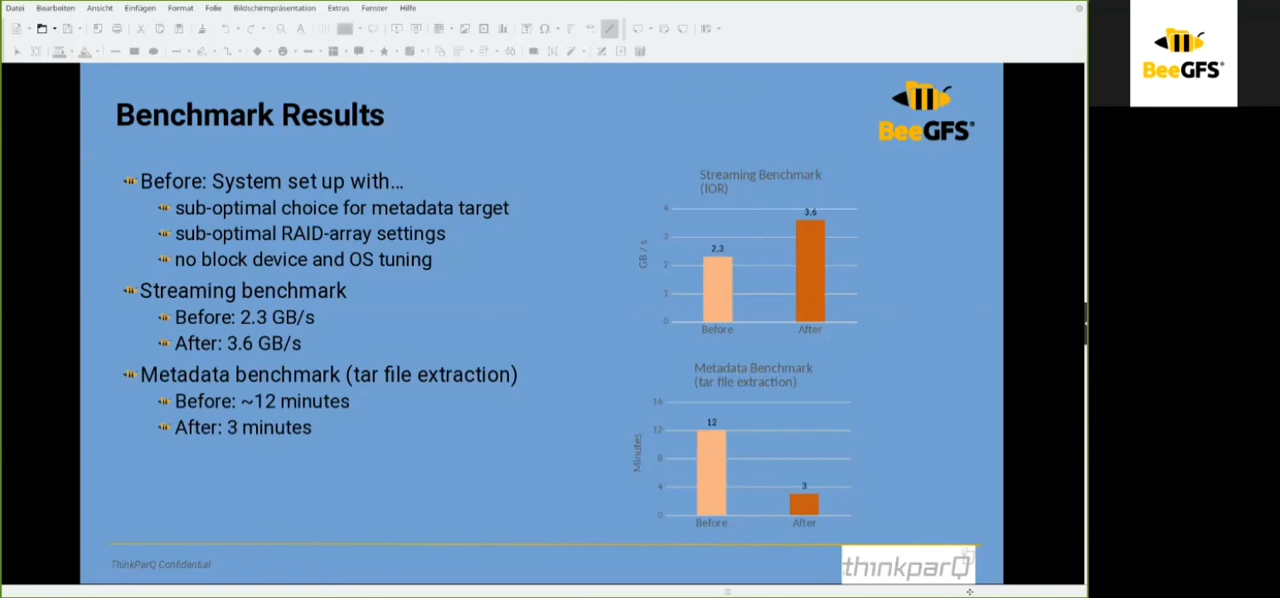 Datei Bearbeiten Ansicht Einfügen Format Folie Bildschirmpräsentation Extras Fenster Hilfe
BeeGFS®
Benchmark Results
BeeGFS®
Before: System set up with…
sub-optimal choice for metadata target
sub-optimal RAID-array settings
no block device and OS tuning
Streaming benchmark
Before: 2.3 GB/s
After: 3.6 GB/s
Metadata benchmark (tar file extraction)
Before: ~12 minutes
After: 3 minutes
Streaming Benchmark
(IOR)
GB / s
4
3
2
1
0
2,3
3,6
Before
After
Metadata Benchmark
(tar file extraction)
Minutes
16
12
8
4
0
12
3
Before
After
ThinkParQ Confidential
thinkparQ